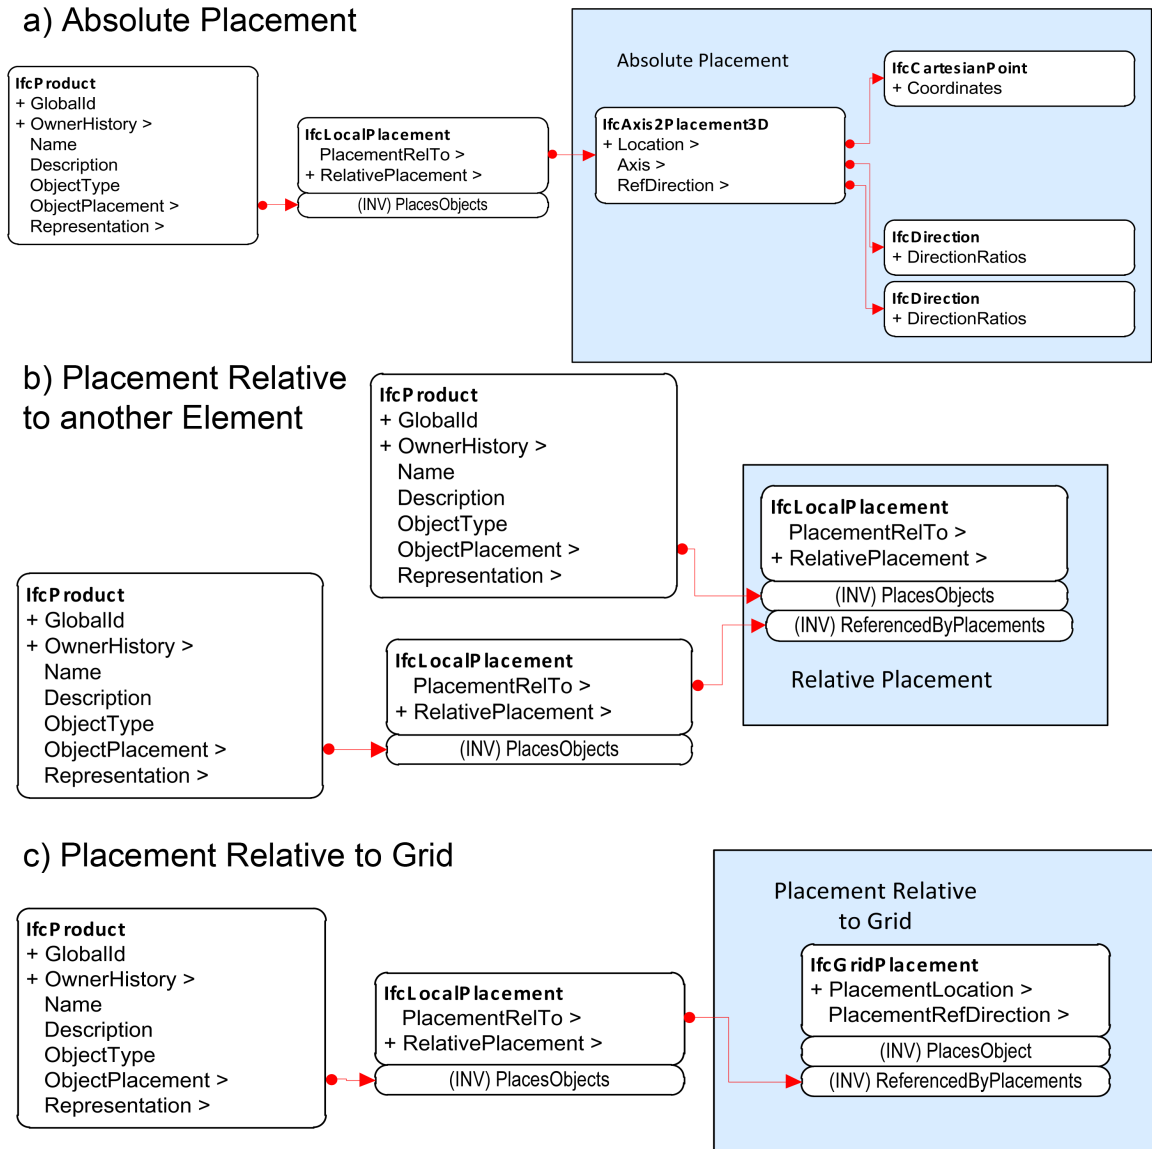 a) Absolute Placement
IfcProduct
+ GlobalId
+ OwnerHistory >
Name
Description
ObjectType
ObjectPlacement >
Representation >
IfcLocalPlacement
PlacementRelTo >
+ RelativePlacement >
(INV) PlacesObjects
Absolute Placement
IfcAxis2Placement3D
+ Location >
Axis >
RefDirection >
IfcCartesianPoint
+ Coordinates
IfcDirection
+ DirectionRatios
IfcDirection
+ DirectionRatios
b) Placement Relative
to another Element
IfcProduct
+ GlobalId
+ OwnerHistory >
Name
Description
ObjectType
ObjectPlacement >
Representation >
IfcProduct
+ GlobalId
+ OwnerHistory >
Name
Description
ObjectType
ObjectPlacement >
Representation >
IfcLocalPlacement
PlacementRelTo >
+ RelativePlacement >
(INV) PlacesObjects
IfcLocalPlacement
PlacementRelTo >
+ RelativePlacement >
(INV) PlacesObjects
(INV) ReferencedByPlacements
Relative Placement
c) Placement Relative to Grid
IfcProduct
+ GlobalId
+ OwnerHistory >
Name
Description
ObjectType
ObjectPlacement >
Representation >
IfcLocalPlacement
PlacementRelTo >
+ RelativePlacement >
(INV) PlacesObjects
Placement Relative
to Grid
IfcGridPlacement
+ PlacementLocation >
PlacementRefDirection >
(INV) PlacesObject
(INV) ReferencedByPlacements